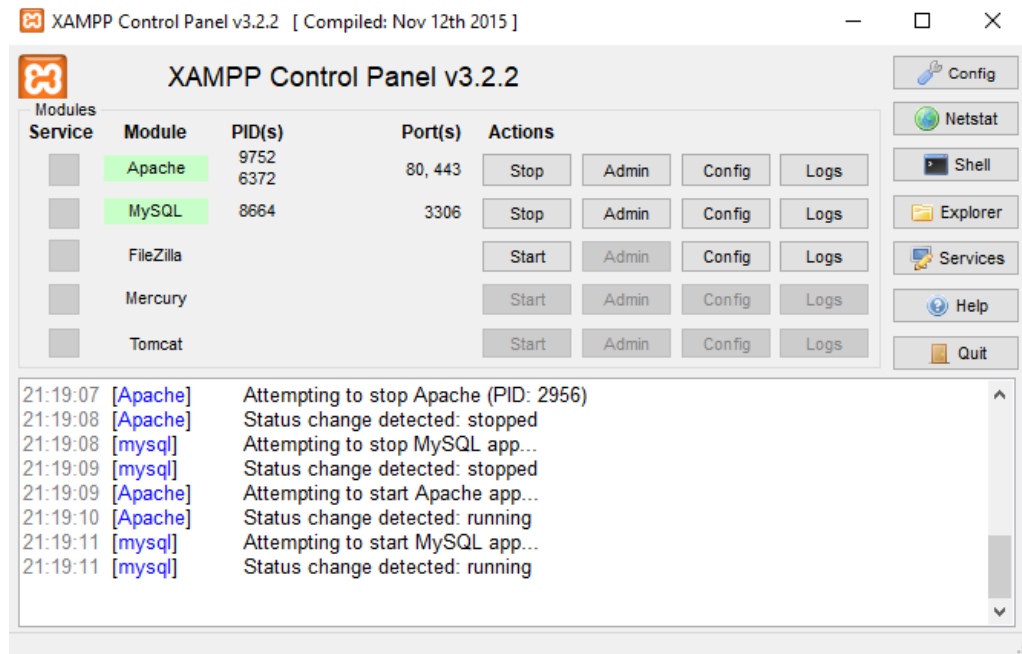 XAMPP Control Panel v3.2.2 [ Compiled: Nov 12th 2015 ]
XAMPP Control Panel v3.2.2
Config
Modules
Service Module PID(s) Port(s) Actions
Netstat
Apache 9752 6372 80, 443 Stop Admin Config Logs
Shell
MySQL 8664 3306 Stop Admin Config Logs
Explorer
FileZilla Start Admin Config Logs
Services
Mercury Start Admin Config Logs
Help
Tomcat Start Admin Config Logs
Quit
21:19:07 [Apache] Attempting to stop Apache (PID: 2956)
21:19:08 [Apache] Status change detected: stopped
21:19:08 [mysql] Attempting to stop MySQL app...
21:19:09 [mysql] Status change detected: stopped
21:19:09 [Apache] Attempting to start Apache app...
21:19:10 [Apache] Status change detected: running
21:19:11 [mysql] Attempting to start MySQL app...
21:19:11 [mysql] Status change detected: running